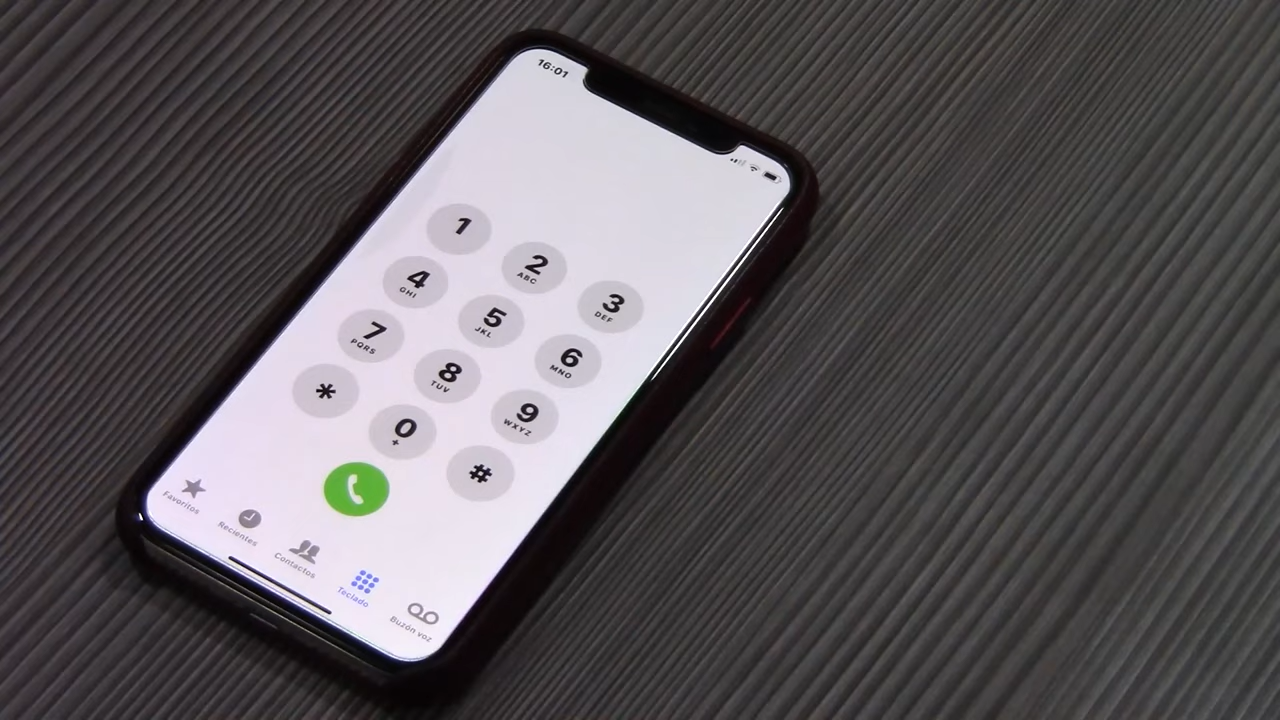 16:01
1
2
ABC
3
DEF
4
GHI
5
JKL
6
MNO
7
PQRS
8
TUV
9
WXYZ
*
0
+
#
Favoritos
Recientes
Contactos
Teclado
Buzón voz